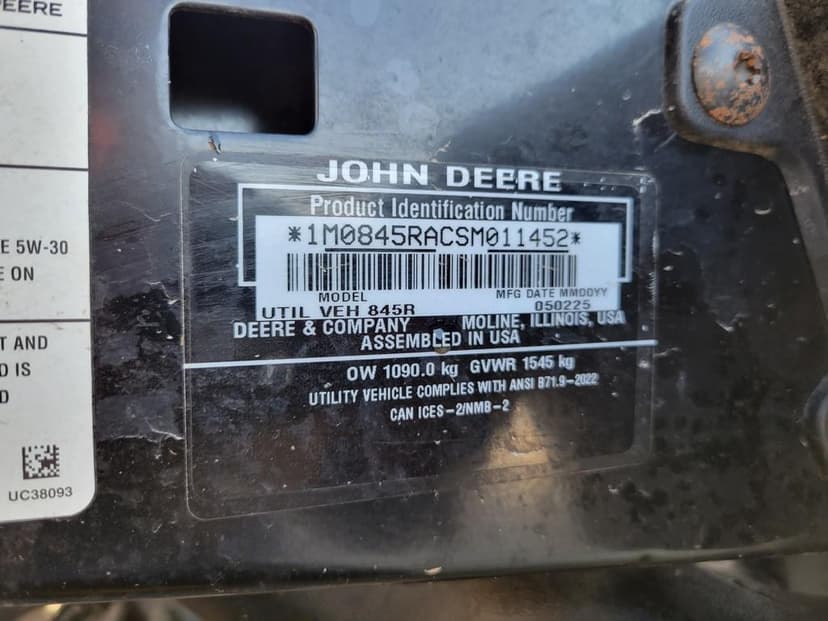 DEERE
E 5W-30
E ON
T AND
D IS
D
UC38093
JOHN DEERE
Product Identification Number
*1M0845RACSM011452*
MODEL MFG DATE MMDDYY
UTIL VEH 845R 050225
DEERE & COMPANY MOLINE, ILLINOIS, USA
ASSEMBLED IN USA
OW 1090.0 kg GVWR 1545 kg
UTILITY VEHICLE COMPLIES WITH ANSI B71.9-2022
CAN ICES-2/NMB-2